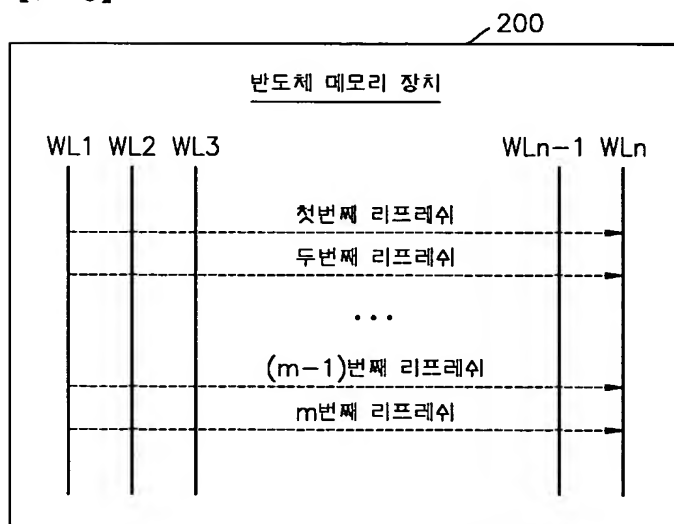 200
반도체 메모리 장치
WL1 WL2 WL3 WLn-1 WLn
첫번째 리프레쉬
두번째 리프레쉬
...
(m-1)번째 리프레쉬
m번째 리프레쉬